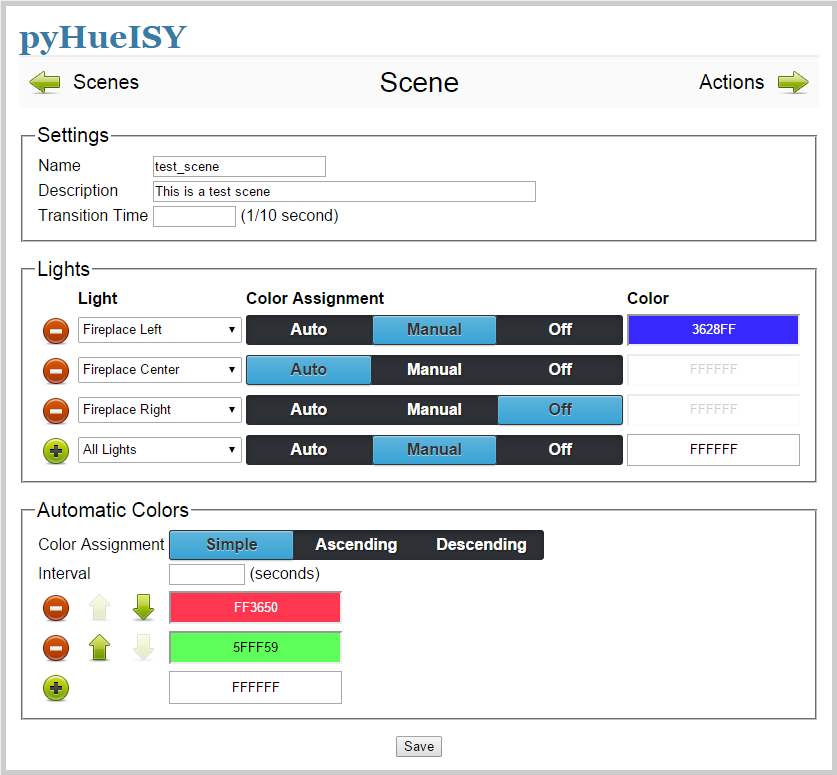 pyHueISY
Scenes Scene Actions
Settings
Name test_scene
Description This is a test scene
Transition Time (1/10 second)
Lights
Light Color Assignment Color
Fireplace Left Auto Manual Off 3628FF
Fireplace Center Auto Manual Off FFFFFF
Fireplace Right Auto Manual Off FFFFFF
All Lights Auto Manual Off FFFFFF
Automatic Colors
Color Assignment Simple Ascending Descending
Interval (seconds)
FF3650
5FFF59
FFFFFF
Save